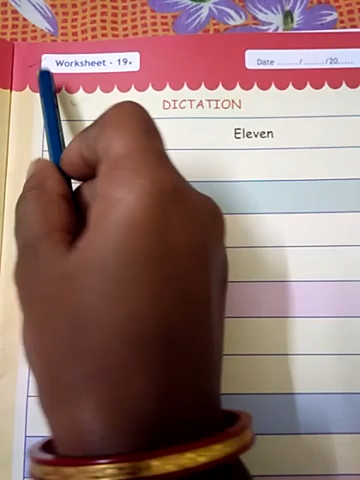 Worksheet - 19.
Date ......./......./20.....
DICTATION
Eleven